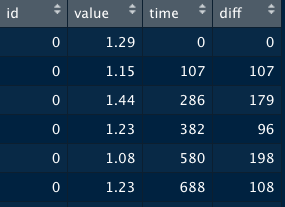 id value time diff
0 1.29 0 0
0 1.15 107 107
0 1.44 286 179
0 1.23 382 96
0 1.08 580 198
0 1.23 688 108